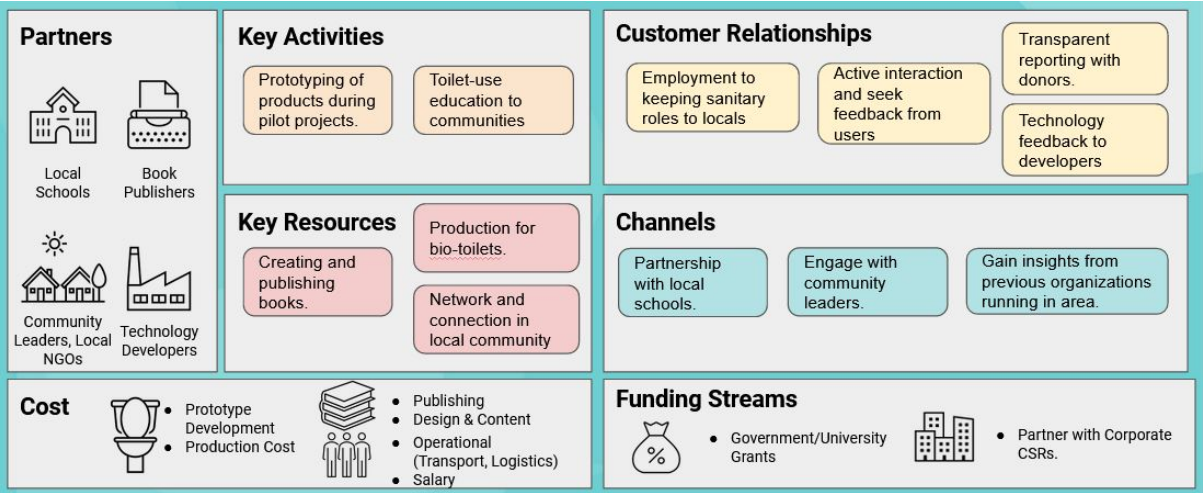 Partners
Local
Schools
Book
Publishers
Community
Leaders, Local
NGOs
Technology
Developers
Key Activities
Prototyping of
products during
pilot projects.
Toilet-use
education to
communities
Key Resources
Creating and
publishing
books.
Production for
bio-toilets.
Network and
connection in
local community
Customer Relationships
Employment to
keeping sanitary
roles to locals
Active interaction
and seek
feedback from
users
Transparent
reporting with
donors.
Technology
feedback to
developers
Channels
Partnership
with local
schools.
Engage with
community
leaders.
Gain insights from
previous organizations
running in area.
Cost
● Prototype
Development
● Production Cost
● Publishing
● Design & Content
● Operational
(Transport, Logistics)
● Salary
Funding Streams
%
● Government/University
Grants
● Partner with Corporate
CSRs.